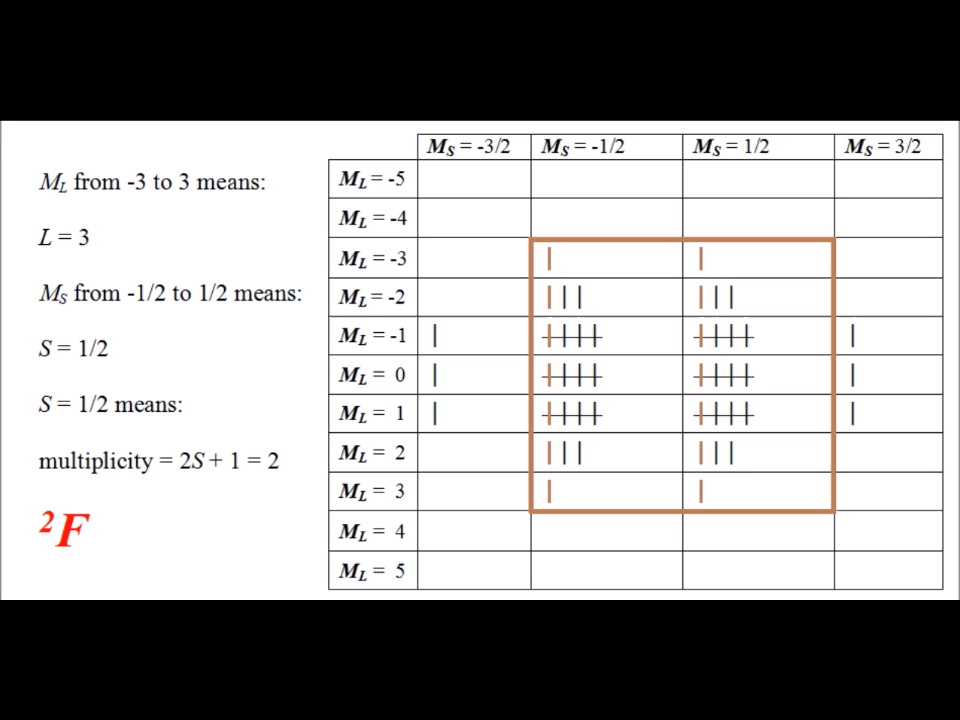 M_L from -3 to 3 means:
L = 3
M_S from -1/2 to 1/2 means:
S = 1/2
S = 1/2 means:
multiplicity = 2S + 1 = 2
²F
M_S = -3/2 M_S = -1/2 M_S = 1/2 M_S = 3/2
M_L = -5
M_L = -4
M_L = -3 | |
M_L = -2 ||| |||
M_L = -1 | |||| |||| |
M_L = 0 | |||| |||| |
M_L = 1 | |||| |||| |
M_L = 2 ||| |||
M_L = 3 | |
M_L = 4
M_L = 5